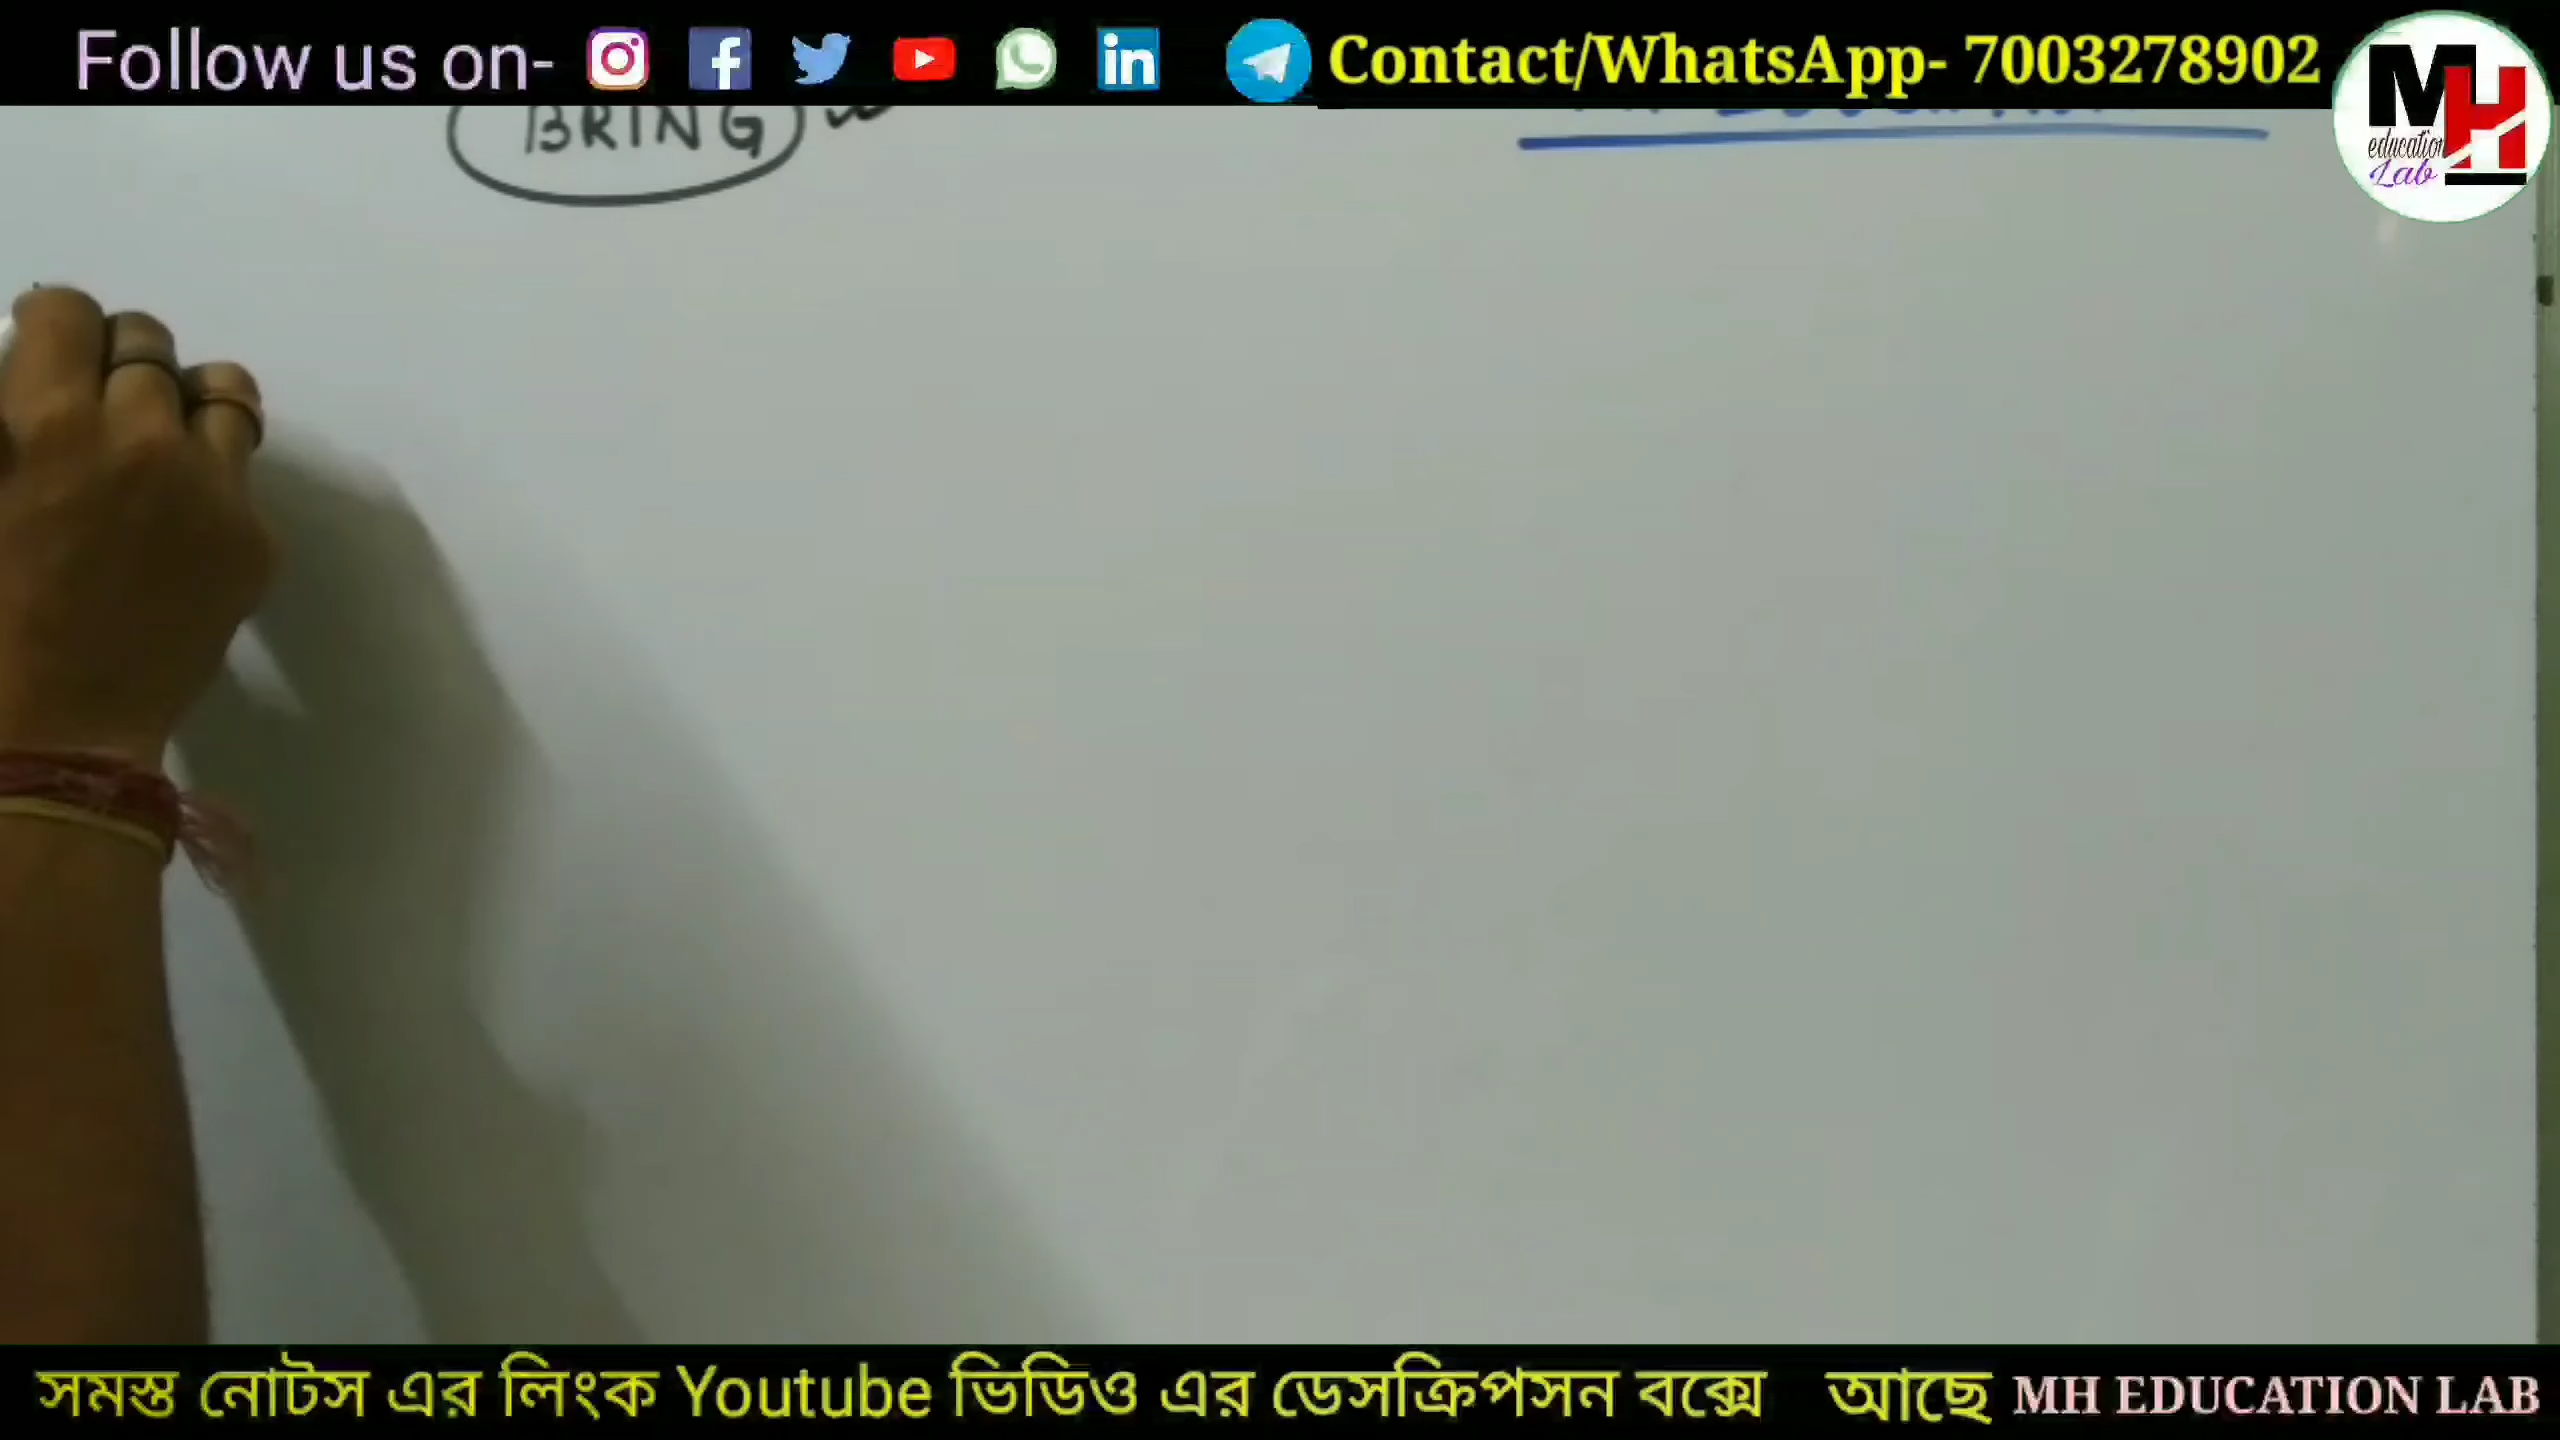 Follow us on- Contact/WhatsApp- 7003278902
MH
education
Lab
BRING
সমস্ত নোটস এর লিংক Youtube ভিডিও এর ডেসক্রিপসন বক্সে আছে MH EDUCATION LAB